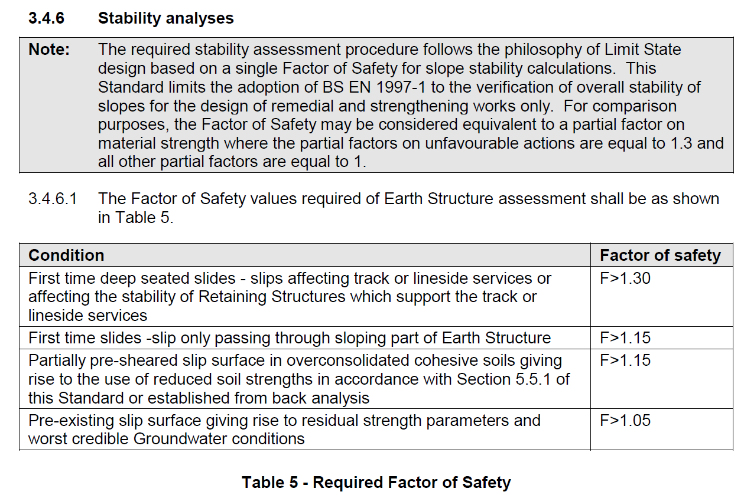 3.4.6 Stability analyses
Note: The required stability assessment procedure follows the philosophy of Limit State
design based on a single Factor of Safety for slope stability calculations. This
Standard limits the adoption of BS EN 1997-1 to the verification of overall stability of
slopes for the design of remedial and strengthening works only. For comparison
purposes, the Factor of Safety may be considered equivalent to a partial factor on
material strength where the partial factors on unfavourable actions are equal to 1.3 and
all other partial factors are equal to 1.
3.4.6.1 The Factor of Safety values required of Earth Structure assessment shall be as shown
in Table 5.
Condition Factor of safety
First time deep seated slides - slips affecting track or lineside services or F>1.30
affecting the stability of Retaining Structures which support the track or
lineside services
First time slides -slip only passing through sloping part of Earth Structure F>1.15
Partially pre-sheared slip surface in overconsolidated cohesive soils giving F>1.15
rise to the use of reduced soil strengths in accordance with Section 5.5.1 of
this Standard or established from back analysis
Pre-existing slip surface giving rise to residual strength parameters and F>1.05
worst credible Groundwater conditions
Table 5 - Required Factor of Safety